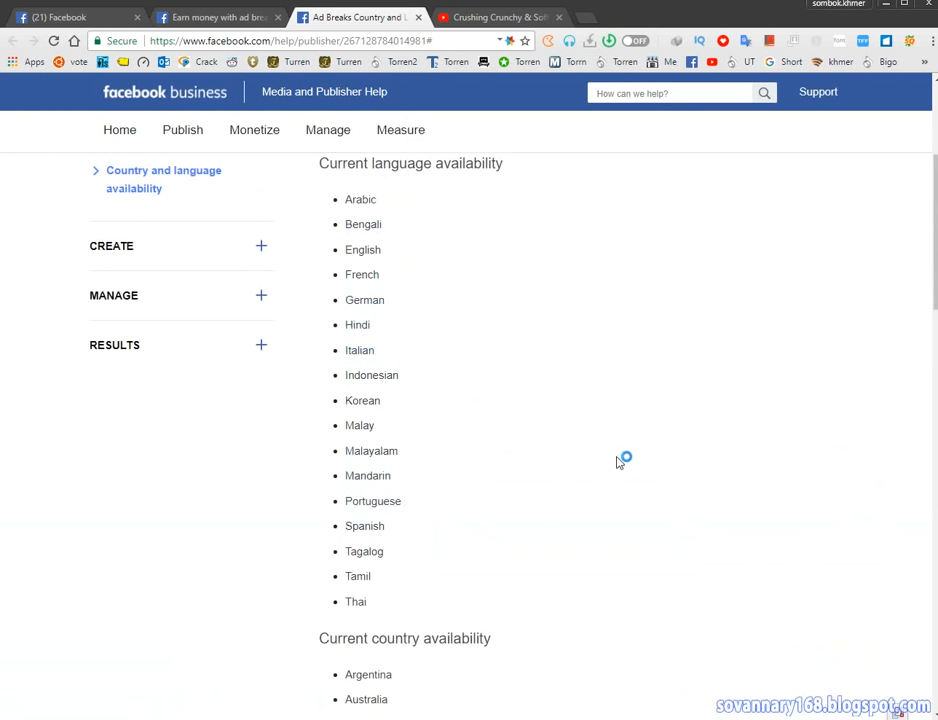 sombok.khmer
(21) Facebook
Earn money with ad brea
Ad Breaks Country and L
Crushing Crunchy & Sof
Secure https://www.facebook.com/help/publisher/267128784014981#
OFF
IQ
Apps vote Crack Turren Turren Torren2 Torren Torren Torrn Torren Me UT Short khmer Bigo »
facebook business Media and Publisher Help How can we help? Support
Home Publish Monetize Manage Measure
Country and language
availability
CREATE
MANAGE
RESULTS
Current language availability
Arabic
Bengali
English
French
German
Hindi
Italian
Indonesian
Korean
Malay
Malayalam
Mandarin
Portuguese
Spanish
Tagalog
Tamil
Thai
Current country availability
Argentina
Australia
sovannary168.blogspot.com